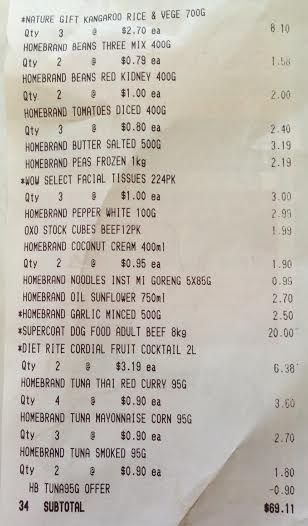 *NATURE GIFT KANGAROO RICE & VEGE 700G
Qty 3 @ $2.70 ea 8.10
HOMEBRAND BEANS THREE MIX 400G
Qty 2 @ $0.79 ea 1.58
HOMEBRAND BEANS RED KIDNEY 400G
Qty 2 @ $1.00 ea 2.00
HOMEBRAND TOMATOES DICED 400G
Qty 3 @ $0.80 ea 2.40
HOMEBRAND BUTTER SALTED 500G 3.19
HOMEBRAND PEAS FROZEN 1kg 2.19
*WOW SELECT FACIAL TISSUES 224PK
Qty 3 @ $1.00 ea 3.00
HOMEBRAND PEPPER WHITE 100G 2.99
OXO STOCK CUBES BEEF12PK 1.99
HOMEBRAND COCONUT CREAM 400ml
Qty 2 @ $0.95 ea 1.90
HOMEBRAND NOODLES INST MI GORENG 5X85G 0.99
HOMEBRAND OIL SUNFLOWER 750ml 2.70
*HOMEBRAND GARLIC MINCED 500G 2.50
*SUPERCOAT DOG FOOD ADULT BEEF 8kg 20.00
*DIET RITE CORDIAL FRUIT COCKTAIL 2L
Qty 2 @ $3.19 ea 6.38
HOMEBRAND TUNA THAI RED CURRY 95G
Qty 4 @ $0.90 ea 3.60
HOMEBRAND TUNA MAYONNAISE CORN 95G
Qty 3 @ $0.90 ea 2.70
HOMEBRAND TUNA SMOKED 95G
Qty 2 @ $0.90 ea 1.80
HB TUNA95G OFFER -0.90
34 SUBTOTAL $69.11